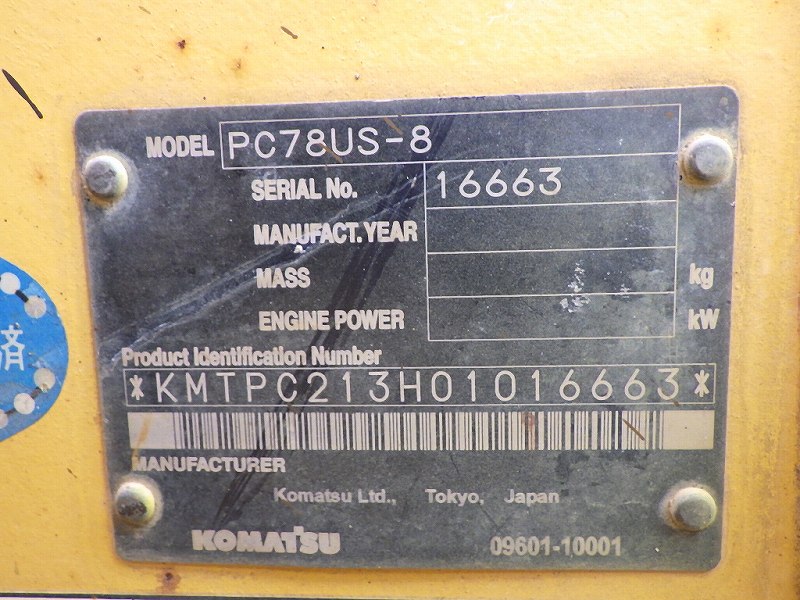 MODEL PC78US-8
SERIAL No. 16663
MANUFACT. YEAR
MASS kg
ENGINE POWER kW
済
Product Identification Number
*KMTPC213H01016663*
MANUFACTURER
Komatsu Ltd., Tokyo, Japan
KOMATSU 09601-10001